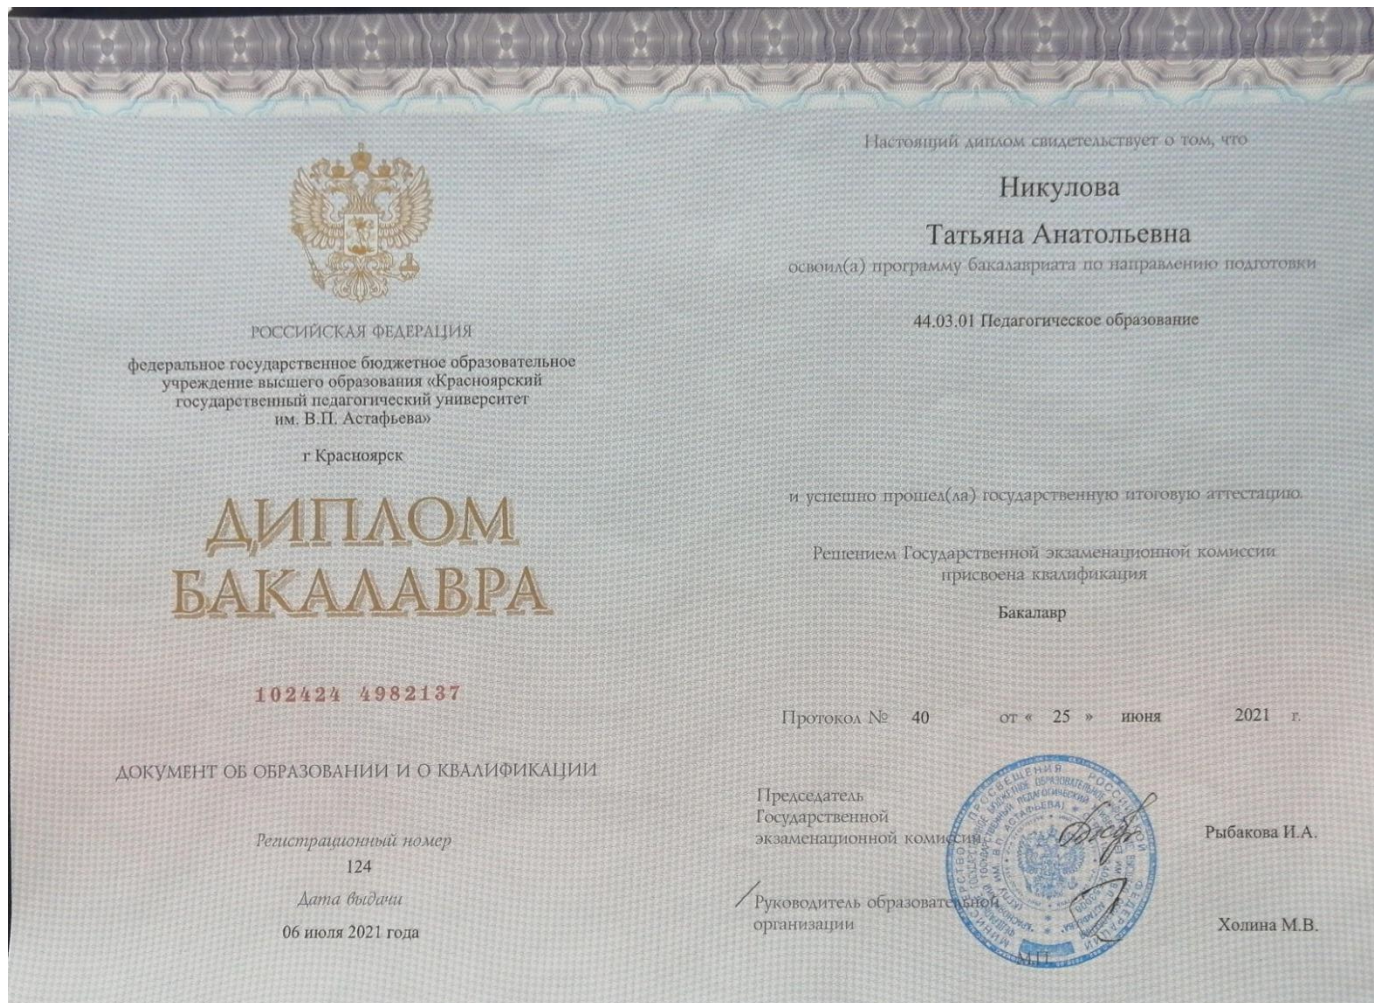 РОССИЙСКАЯ ФЕДЕРАЦИЯ
федеральное государственное бюджетное образовательное
учреждение высшего образования «Красноярский
государственный педагогический университет
им. В.П. Астафьева»
г Красноярск
ДИПЛОМ
БАКАЛАВРА
102424 4982137
ДОКУМЕНТ ОБ ОБРАЗОВАНИИ И О КВАЛИФИКАЦИИ
Регистрационный номер
124
Дата выдачи
06 июля 2021 года
Настоящий диплом свидетельствует о том, что
Никулова
Татьяна Анатольевна
освоил(а) программу бакалавриата по направлению подготовки
44.03.01 Педагогическое образование
и успешно прошел(ла) государственную итоговую аттестацию.
Решением Государственной экзаменационной комиссии
присвоена квалификация
Бакалавр
Протокол № 40 от « 25 » июня 2021 г.
Председатель
Государственной
экзаменационной комиссии
Рыбакова И.А.
Руководитель образовательной
организации
Холина М.В.
М.П.